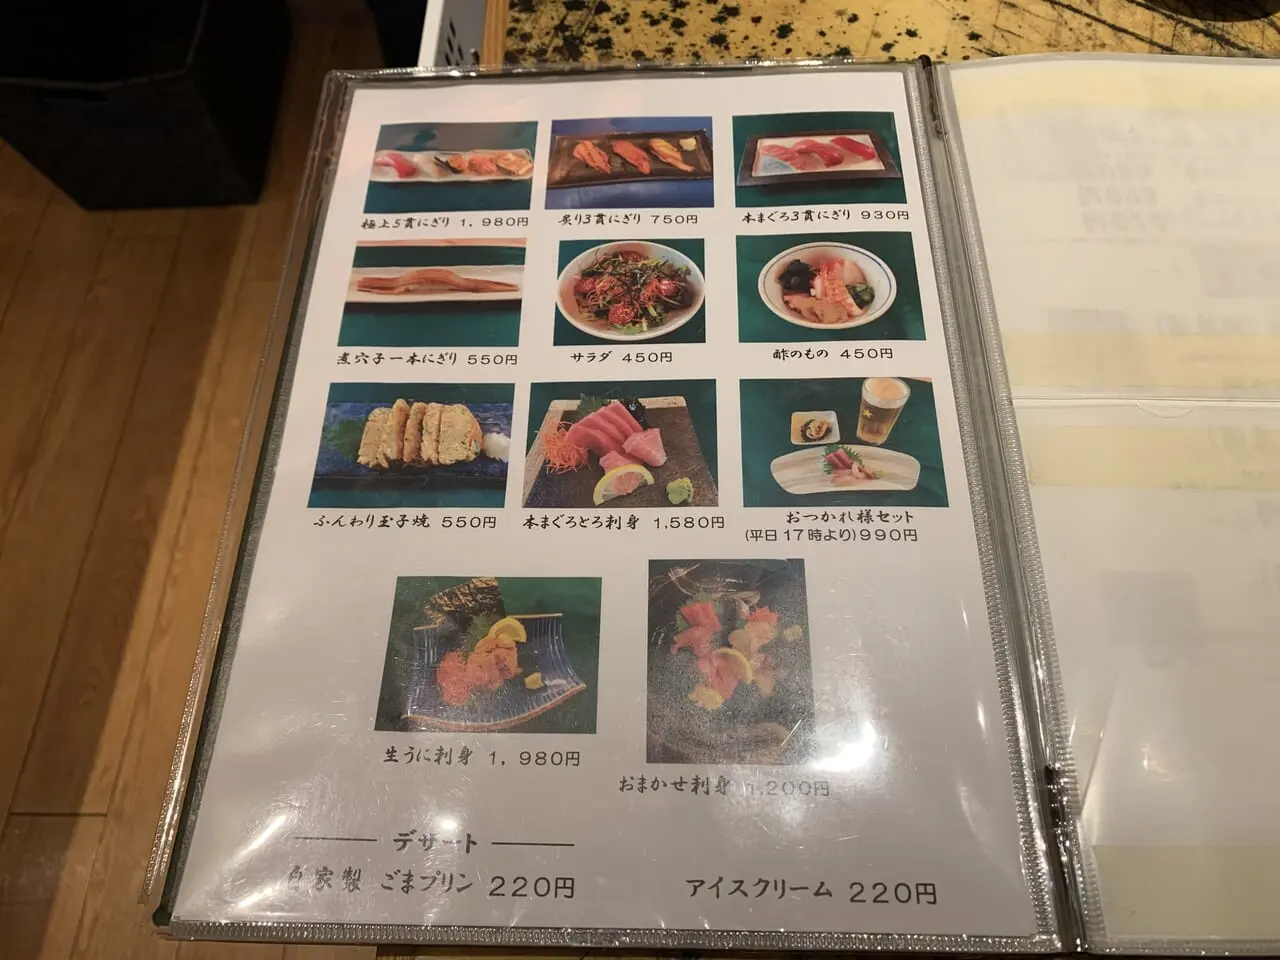 極上5貫にぎり 1,980円
炙り3貫にぎり 750円
本まぐろ3貫にぎり 930円
煮穴子一本にぎり 550円
サラダ 450円
酢のもの 450円
ふんわり玉子焼 550円
本まぐろとろ刺身 1,580円
おつかれ様セット
(平日17時より)990円
生うに刺身 1,980円
おまかせ刺身 1,200円
デザート
自家製 ごまプリン 220円
アイスクリーム 220円